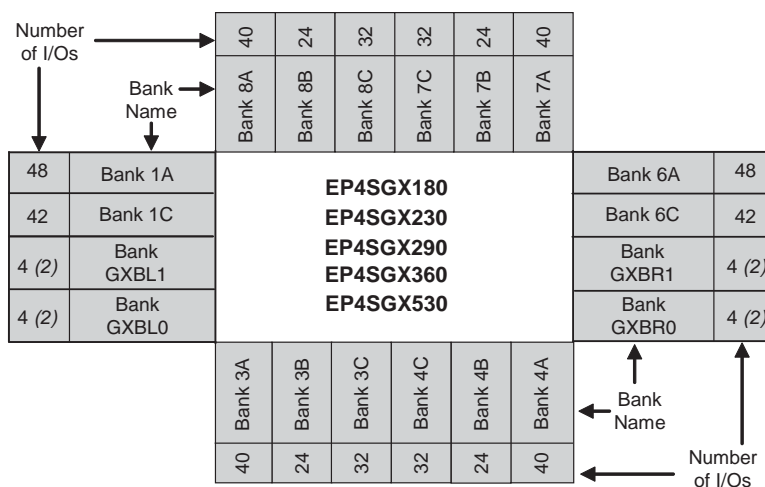 Number
of I/Os
40 24 32 32 24 40
Bank
Name
Bank 8A Bank 8B Bank 8C Bank 7C Bank 7B Bank 7A
48 Bank 1A
42 Bank 1C
4 (2) Bank
GXBL1
4 (2) Bank
GXBL0
EP4SGX180
EP4SGX230
EP4SGX290
EP4SGX360
EP4SGX530
Bank 6A 48
Bank 6C 42
Bank
GXBR1 4 (2)
Bank
GXBR0 4 (2)
Bank 3A Bank 3B Bank 3C Bank 4C Bank 4B Bank 4A
Bank
Name
40 24 32 32 24 40
Number
of I/Os